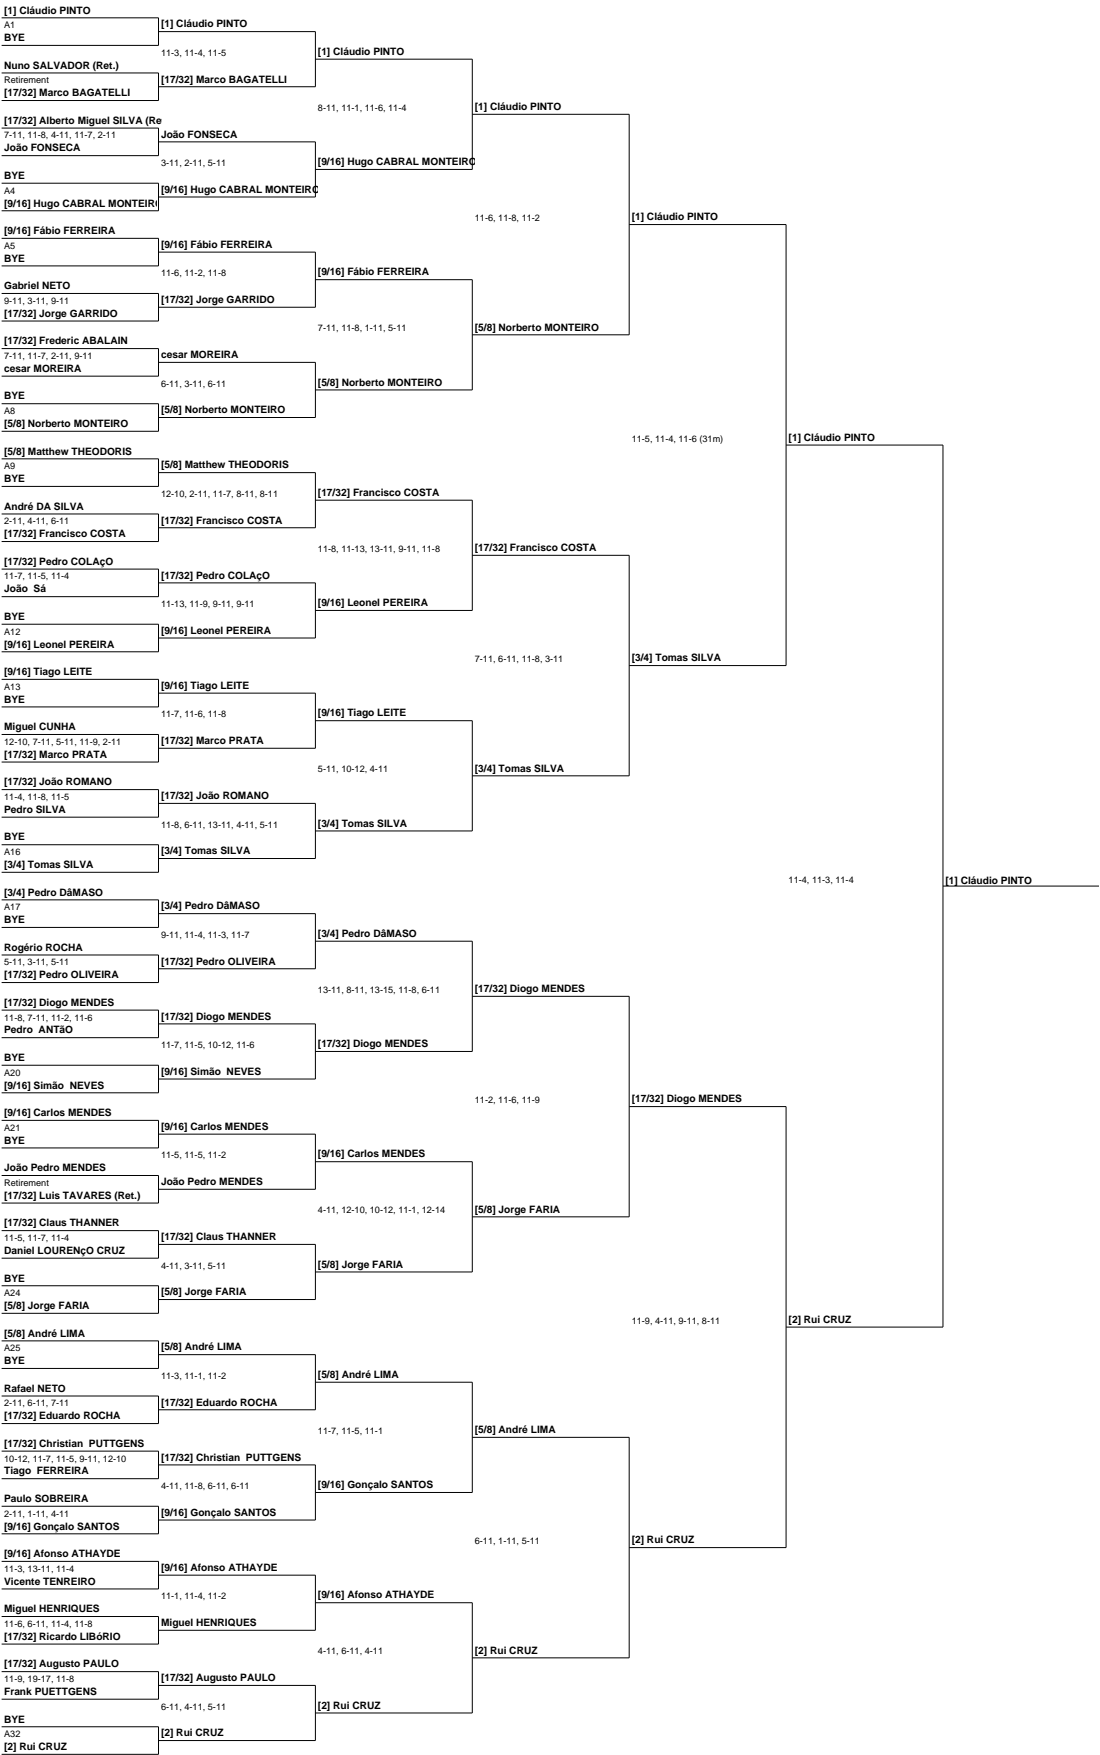 [1] Cláudio PINTO
A1
BYE
Nuno SALVADOR (Ret.)
Retirement
[17/32] Marco BAGATELLI
[17/32] Alberto Miguel SILVA (Re
7-11, 11-8, 4-11, 11-7, 2-11
João FONSECA
BYE
A4
[9/16] Hugo CABRAL MONTEIR
[9/16] Fábio FERREIRA
A5
BYE
Gabriel NETO
9-11, 3-11, 9-11
[17/32] Jorge GARRIDO
[17/32] Frederic ABALAIN
7-11, 11-7, 2-11, 9-11
cesar MOREIRA
BYE
A8
[5/8] Norberto MONTEIRO
[5/8] Matthew THEODORIS
A9
BYE
André DA SILVA
2-11, 4-11, 6-11
[17/32] Francisco COSTA
[17/32] Pedro COLAçO
11-7, 11-5, 11-4
João Sá
BYE
A12
[9/16] Leonel PEREIRA
[9/16] Tiago LEITE
A13
BYE
Miguel CUNHA
12-10, 7-11, 5-11, 11-9, 2-11
[17/32] Marco PRATA
[17/32] João ROMANO
11-4, 11-8, 11-5
Pedro SILVA
BYE
A16
[3/4] Tomas SILVA
[3/4] Pedro DâMASO
A17
BYE
Rogério ROCHA
5-11, 3-11, 5-11
[17/32] Pedro OLIVEIRA
[17/32] Diogo MENDES
11-8, 7-11, 11-2, 11-6
Pedro ANTãO
BYE
A20
[9/16] Simão NEVES
[9/16] Carlos MENDES
A21
BYE
João Pedro MENDES
Retirement
[17/32] Luis TAVARES (Ret.)
[17/32] Claus THANNER
11-5, 11-7, 11-4
Daniel LOURENçO CRUZ
BYE
A24
[5/8] Jorge FARIA
[5/8] André LIMA
A25
BYE
Rafael NETO
2-11, 6-11, 7-11
[17/32] Eduardo ROCHA
[17/32] Christian PUTTGENS
10-12, 11-7, 11-5, 9-11, 12-10
Tiago FERREIRA
Paulo SOBREIRA
2-11, 1-11, 4-11
[9/16] Gonçalo SANTOS
[9/16] Afonso ATHAYDE
11-3, 13-11, 11-4
Vicente TENREIRO
Miguel HENRIQUES
11-6, 6-11, 11-4, 11-8
[17/32] Ricardo LIBóRIO
[17/32] Augusto PAULO
11-9, 19-17, 11-8
Frank PUETTGENS
BYE
A32
[2] Rui CRUZ
[1] Cláudio PINTO
11-3, 11-4, 11-5
[17/32] Marco BAGATELLI
João FONSECA
3-11, 2-11, 5-11
[9/16] Hugo CABRAL MONTEIRO
[9/16] Fábio FERREIRA
11-6, 11-2, 11-8
[17/32] Jorge GARRIDO
cesar MOREIRA
6-11, 3-11, 6-11
[5/8] Norberto MONTEIRO
[5/8] Matthew THEODORIS
12-10, 2-11, 11-7, 8-11, 8-11
[17/32] Francisco COSTA
[17/32] Pedro COLAçO
11-13, 11-9, 9-11, 9-11
[9/16] Leonel PEREIRA
[9/16] Tiago LEITE
11-7, 11-6, 11-8
[17/32] Marco PRATA
[17/32] João ROMANO
11-8, 6-11, 13-11, 4-11, 5-11
[3/4] Tomas SILVA
[3/4] Pedro DâMASO
9-11, 11-4, 11-3, 11-7
[17/32] Pedro OLIVEIRA
[17/32] Diogo MENDES
11-7, 11-5, 10-12, 11-6
[9/16] Simão NEVES
[9/16] Carlos MENDES
11-5, 11-5, 11-2
João Pedro MENDES
[17/32] Claus THANNER
4-11, 3-11, 5-11
[5/8] Jorge FARIA
[5/8] André LIMA
11-3, 11-1, 11-2
[17/32] Eduardo ROCHA
[17/32] Christian PUTTGENS
4-11, 11-8, 6-11, 6-11
[9/16] Gonçalo SANTOS
[9/16] Afonso ATHAYDE
11-1, 11-4, 11-2
Miguel HENRIQUES
[17/32] Augusto PAULO
6-11, 4-11, 5-11
[2] Rui CRUZ
[1] Cláudio PINTO
8-11, 11-1, 11-6, 11-4
[9/16] Hugo CABRAL MONTEIRO
[9/16] Fábio FERREIRA
7-11, 11-8, 1-11, 5-11
[5/8] Norberto MONTEIRO
[17/32] Francisco COSTA
11-8, 11-13, 13-11, 9-11, 11-8
[9/16] Leonel PEREIRA
[9/16] Tiago LEITE
5-11, 10-12, 4-11
[3/4] Tomas SILVA
[3/4] Pedro DâMASO
13-11, 8-11, 13-15, 11-8, 6-11
[17/32] Diogo MENDES
[9/16] Carlos MENDES
4-11, 12-10, 10-12, 11-1, 12-14
[5/8] Jorge FARIA
[5/8] André LIMA
11-7, 11-5, 11-1
[9/16] Gonçalo SANTOS
[9/16] Afonso ATHAYDE
4-11, 6-11, 4-11
[2] Rui CRUZ
[1] Cláudio PINTO
11-6, 11-8, 11-2
[5/8] Norberto MONTEIRO
[17/32] Francisco COSTA
7-11, 6-11, 11-8, 3-11
[3/4] Tomas SILVA
[17/32] Diogo MENDES
11-2, 11-6, 11-9
[5/8] Jorge FARIA
[5/8] André LIMA
6-11, 1-11, 5-11
[2] Rui CRUZ
[1] Cláudio PINTO
11-5, 11-4, 11-6 (31m)
[3/4] Tomas SILVA
[17/32] Diogo MENDES
11-9, 4-11, 9-11, 8-11
[2] Rui CRUZ
[1] Cláudio PINTO
11-4, 11-3, 11-4
[2] Rui CRUZ
[1] Cláudio PINTO